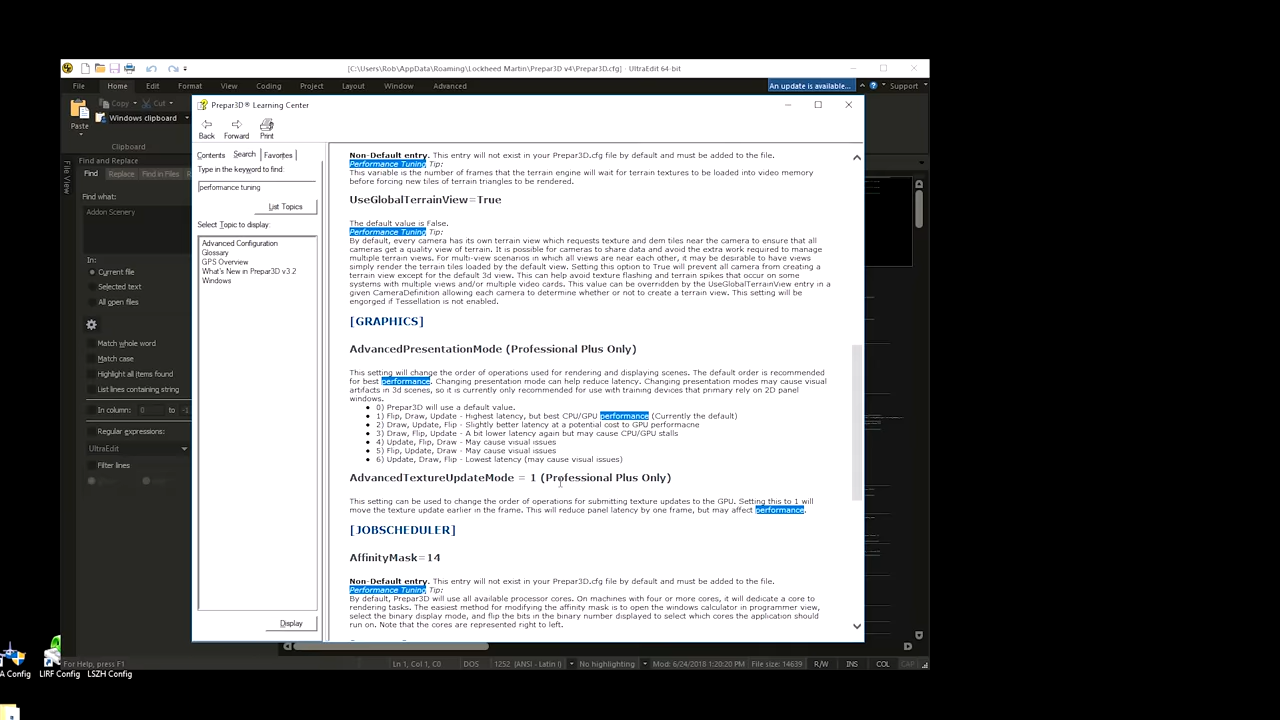 [C:\Users\Rob\AppData\Roaming\Lockheed Martin\Prepar3D v4\Prepar3D.cfg] - UltraEdit 64-bit
File Home Edit Format View Search Coding Project Layout Window Advanced An update is available... Support
Copy Cut
Windows clipboard
Paste
Clipboard
File View
Find and Replace
Find Replace Find in Files
Find what:
Addon Scenery
In:
Current file
Selected text
All open files
Match whole word
Match case
Highlight all items found
List lines containing string
In column: 0 to -1
Regular expressions:
UltraEdit
Filter lines
Prepar3D® Learning Center
Back Forward Print
Contents Search Favorites
Type in the keyword to find:
performance tuning
List Topics
Select Topic to display:
Advanced Configuration
Glossary
GPS Overview
What's New in Prepar3D v3.2
Windows
Display
Non-Default entry. This entry will not exist in your Prepar3D.cfg file by default and must be added to the file.
Performance Tuning Tip:
This variable is the number of frames that the terrain engine will wait for terrain textures to be loaded into video memory
before forcing new tiles of terrain triangles to be rendered.
UseGlobalTerrainView=True
The default value is False.
Performance Tuning Tip:
By default, every camera has its own terrain view which requests texture and dem tiles near the camera to ensure that all
cameras get a quality view of terrain. It is possible for cameras to share data and avoid the extra work required to manage
multiple terrain views. For multi-view scenarios in which all views are near each other, it may be desirable to have views
simply render the terrain tiles loaded by the default view. Setting this option to True will prevent all camera from creating a
terrain view except for the default 3d view. This can help avoid texture flashing and terrain spikes that occur on some
systems with multiple views and/or multiple video cards. This value can be overridden by the UseGlobalTerrainView entry in a
given CameraDefinition allowing each camera to determine whether or not to create a terrain view. This setting will be
engorged if Tessellation is not enabled.
[GRAPHICS]
AdvancedPresentationMode (Professional Plus Only)
This setting will change the order of operations used for rendering and displaying scenes. The default order is recommended
for best performance. Changing presentation mode can help reduce latency. Changing presentation modes may cause visual
artifacts in 3d scenes, so it is currently only recommended for use with training devices that primary rely on 2D panel
windows.
0) Prepar3D will use a default value.
1) Flip, Draw, Update - Highest latency, but best CPU/GPU performance (Currently the default)
2) Draw, Update, Flip - Slightly better latency at a potential cost to GPU performacne
3) Draw, Flip, Update - A bit lower latency again but may cause CPU/GPU stalls
4) Update, Flip, Draw - May cause visual issues
5) Flip, Update, Draw - May cause visual issues
6) Update, Draw, Flip - Lowest latency (may cause visual issues)
AdvancedTextureUpdateMode = 1 (Professional Plus Only)
This setting can be used to change the order of operations for submitting texture updates to the GPU. Setting this to 1 will
move the texture update earlier in the frame. This will reduce panel latency by one frame, but may affect performance.
[JOBSCHEDULER]
AffinityMask=14
Non-Default entry. This entry will not exist in your Prepar3D.cfg file by default and must be added to the file.
Performance Tuning Tip:
By default, Prepar3D will use all available processor cores. On machines with four or more cores, it will dedicate a core to
rendering tasks. The easiest method for modifying the affinity mask is to open the windows calculator in programmer view,
select the binary display mode, and flip the bits in the binary number displayed to select which cores the application should
run on. Note that the cores are represented right to left.
For Help, press F1 Ln 1, Col 1, C0 DOS 1252 (ANSI - Latin I) No highlighting Mod: 6/24/2018 1:20:20 PM File size: 14639 R/W INS COL CAP
A Config LIRF Config LSZH Config